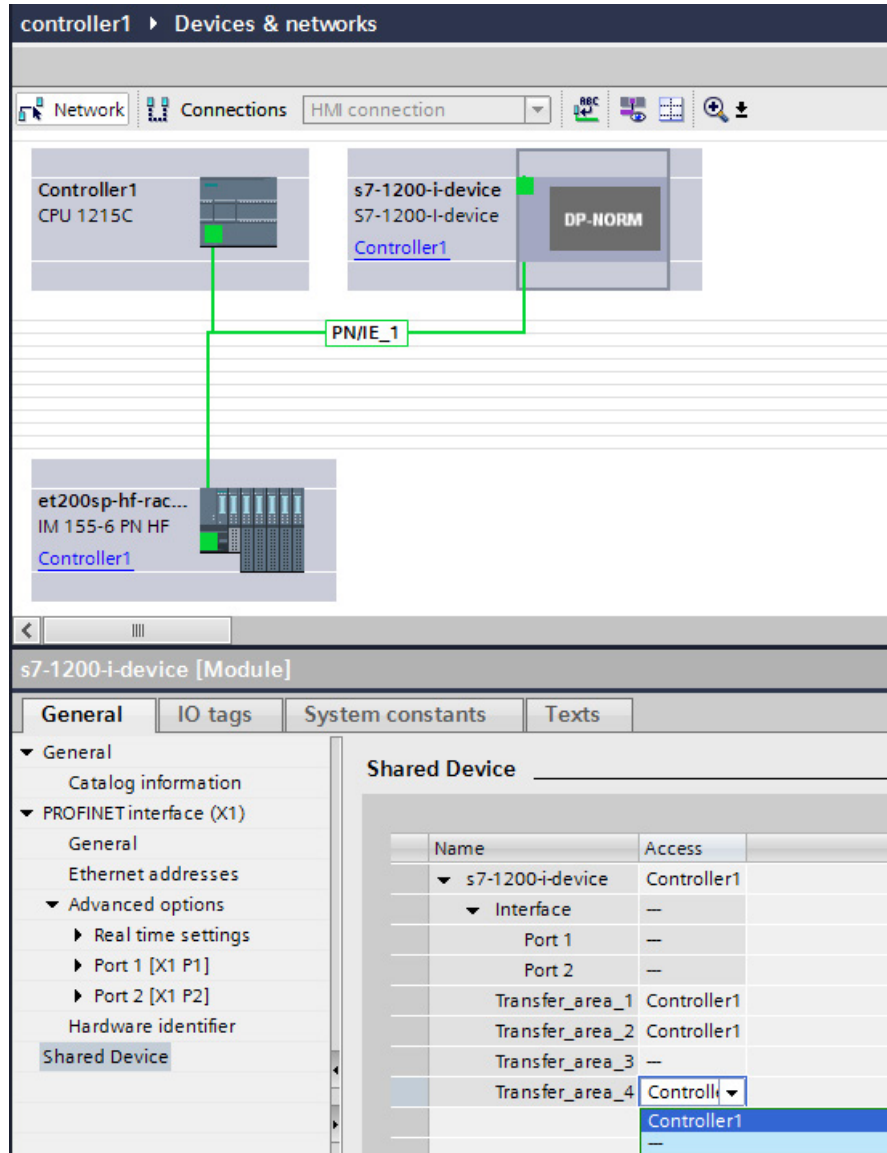 controller1 ▸ Devices & networks
Network Connections HMI connection
Controller1
CPU 1215C
s7-1200-i-device
S7-1200-I-device
Controller1
DP-NORM
PN/IE_1
et200sp-hf-rac...
IM 155-6 PN HF
Controller1
s7-1200-i-device [Module]
General IO tags System constants Texts
General
Catalog information
PROFINET interface (X1)
General
Ethernet addresses
Advanced options
Real time settings
Port 1 [X1 P1]
Port 2 [X1 P2]
Hardware identifier
Shared Device
Shared Device
Name Access
s7-1200-i-device Controller1
Interface —
Port 1 —
Port 2 —
Transfer_area_1 Controller1
Transfer_area_2 Controller1
Transfer_area_3 —
Transfer_area_4 Controll
Controller1
—